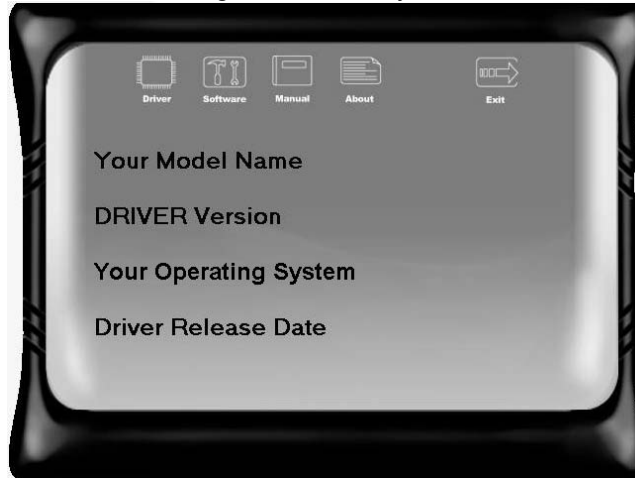 Driver Software Manual About Exit
Your Model Name
DRIVER Version
Your Operating System
Driver Release Date